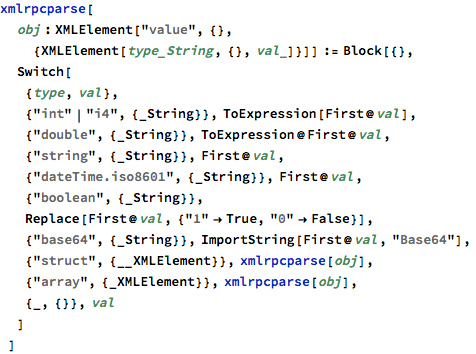 xmlrpcparse[
obj : XMLElement["value", {},
{XMLElement[type_String, {}, val_]}]] := Block[{},
Switch[
{type, val},
{"int" | "i4", {_String}}, ToExpression[First@val],
{"double", {_String}}, ToExpression@First@val,
{"string", {_String}}, First@val,
{"dateTime.iso8601", {_String}}, First@val,
{"boolean", {_String}},
Replace[First@val, {"1" → True, "0" → False}],
{"base64", {_String}}, ImportString[First@val, "Base64"],
{"struct", {__XMLElement}}, xmlrpcparse[obj],
{"array", {_XMLElement}}, xmlrpcparse[obj],
{_, {}}, val
]
]